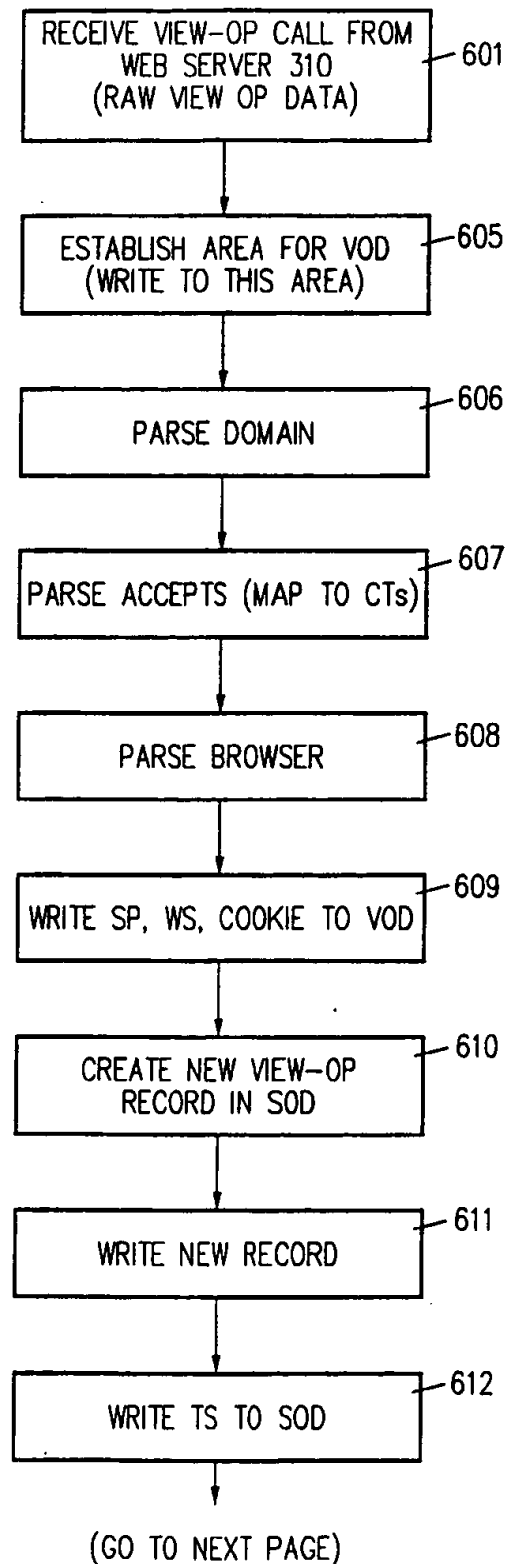 RECEIVE VIEW-OP CALL FROM
WEB SERVER 310
(RAW VIEW OP DATA)
601
ESTABLISH AREA FOR VOD
(WRITE TO THIS AREA)
605
PARSE DOMAIN
606
PARSE ACCEPTS (MAP TO CTs)
607
PARSE BROWSER
608
WRITE SP, WS, COOKIE TO VOD
609
CREATE NEW VIEW-OP
RECORD IN SOD
610
WRITE NEW RECORD
611
WRITE TS TO SOD
612
(GO TO NEXT PAGE)